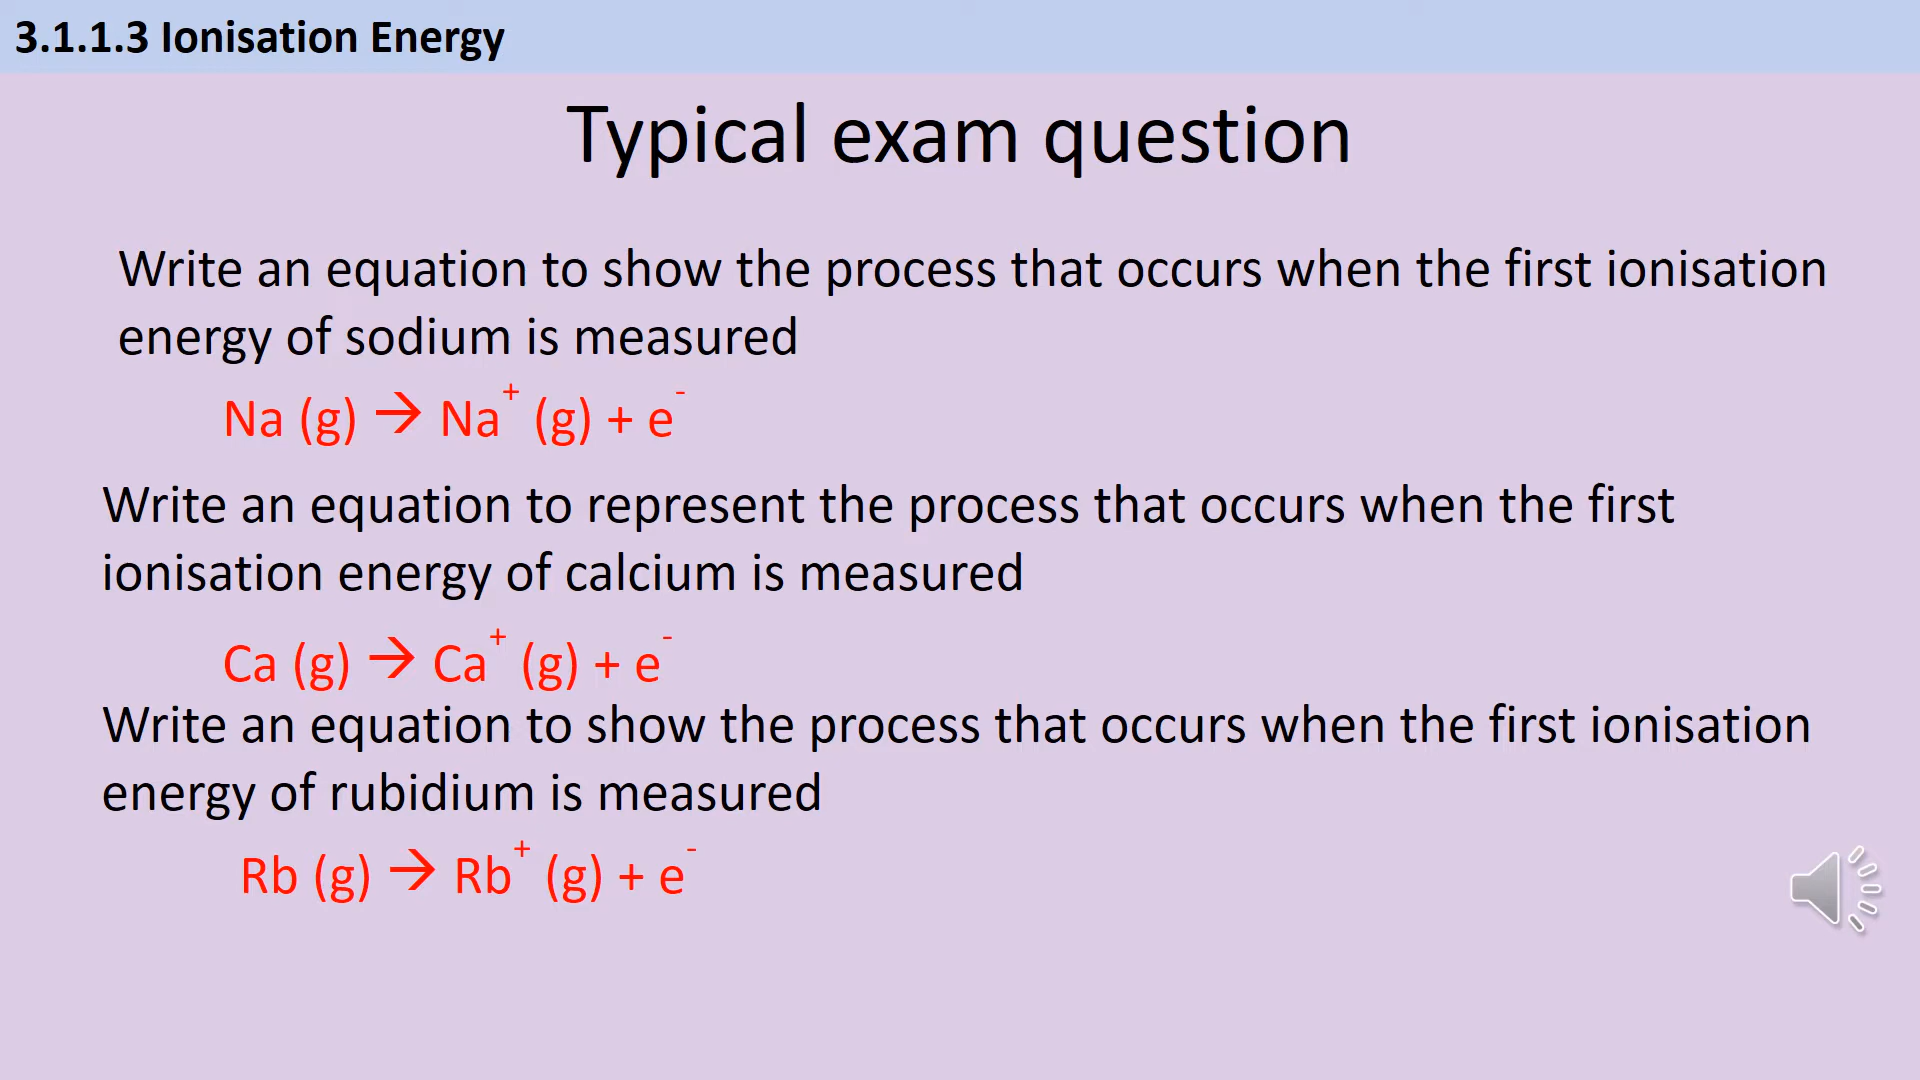 3.1.1.3 Ionisation Energy
Typical exam question
Write an equation to show the process that occurs when the first ionisation
energy of sodium is measured
Na (g) → Na⁺ (g) + e⁻
Write an equation to represent the process that occurs when the first
ionisation energy of calcium is measured
Ca (g) → Ca⁺ (g) + e⁻
Write an equation to show the process that occurs when the first ionisation
energy of rubidium is measured
Rb (g) → Rb⁺ (g) + e⁻